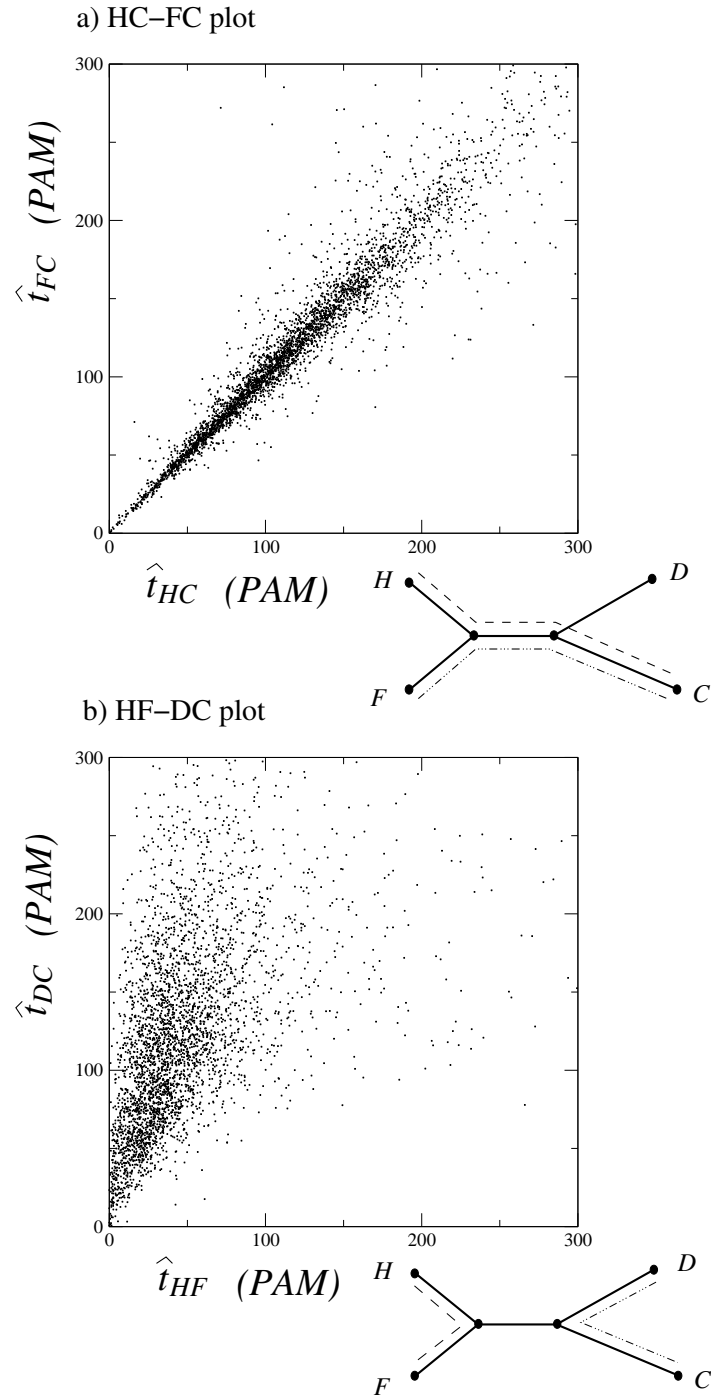 a) HC–FC plot
300
200
100
0
t̂FC (PAM)
0 100 200 300
t̂HC (PAM)
H
D
F
C
b) HF–DC plot
300
200
100
0
t̂DC (PAM)
0 100 200 300
t̂HF (PAM)
H
D
F
C